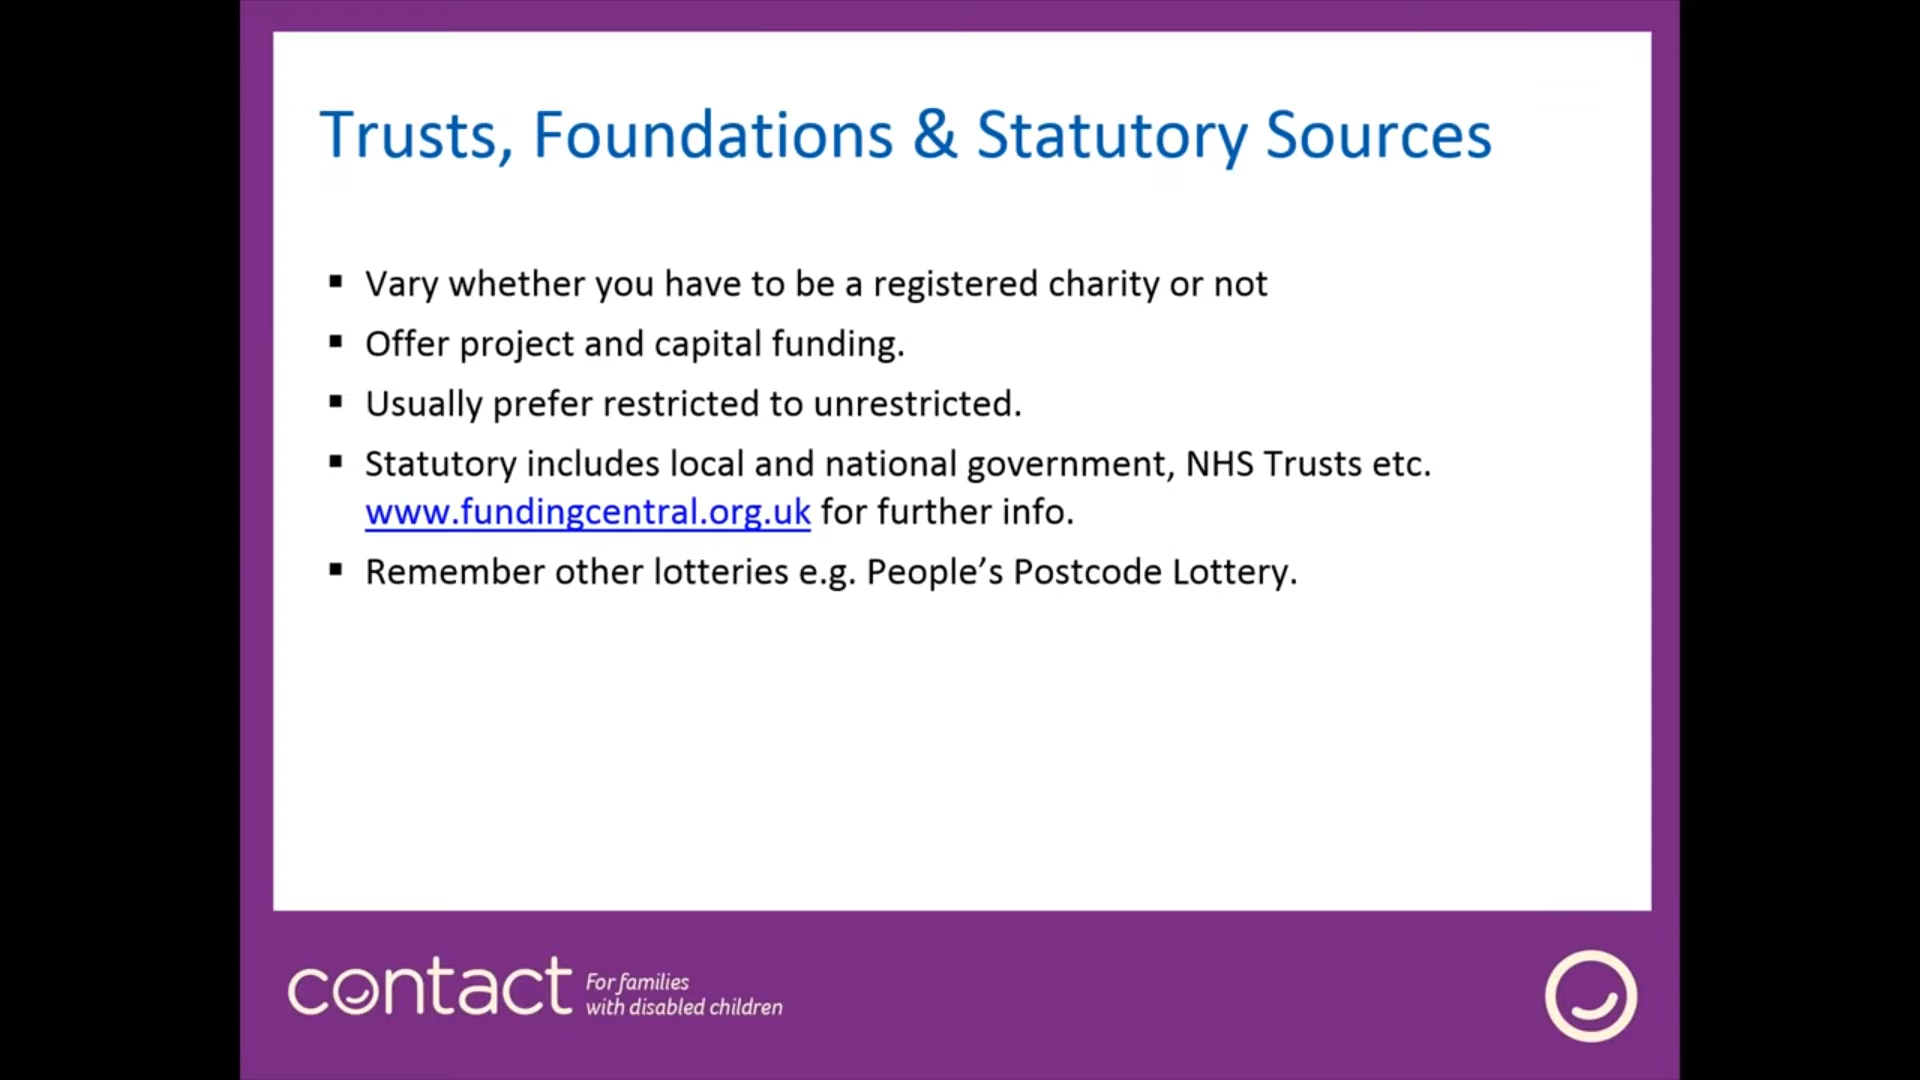 Trusts, Foundations & Statutory Sources
▪ Vary whether you have to be a registered charity or not
▪ Offer project and capital funding.
▪ Usually prefer restricted to unrestricted.
▪ Statutory includes local and national government, NHS Trusts etc.
www.fundingcentral.org.uk for further info.
▪ Remember other lotteries e.g. People’s Postcode Lottery.
contact
For families
with disabled children